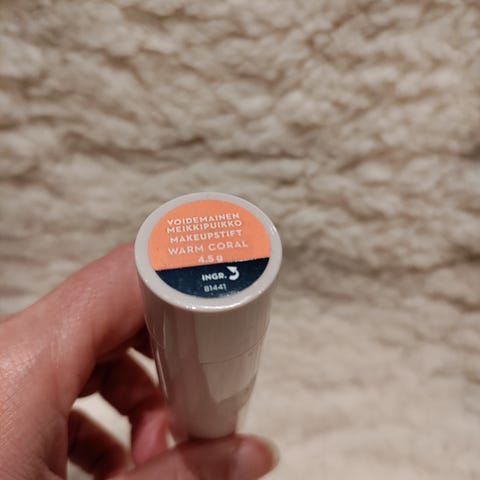 VOIDEMAINEN
MEIKKIPUIKKO
MAKEUPSTIFT
WARM CORAL
4.5 g
INGR.
81441